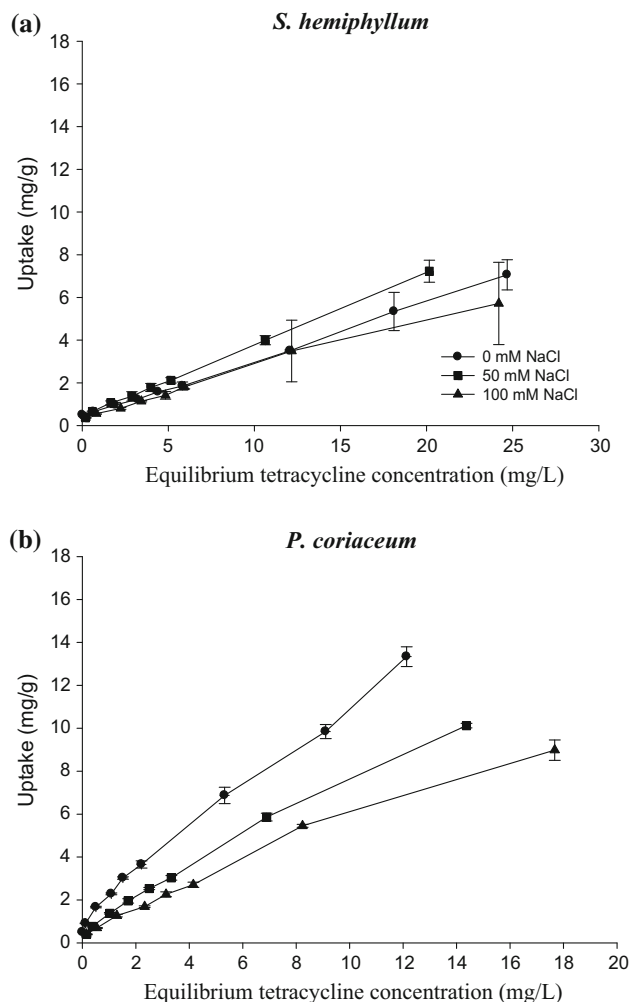 (a)
S. hemiphyllum
18
16
14
12
10
8
6
4
2
0
Uptake (mg/g)
0 mM NaCl
50 mM NaCl
100 mM NaCl
0 5 10 15 20 25 30
Equilibrium tetracycline concentration (mg/L)
(b)
P. coriaceum
18
16
14
12
10
8
6
4
2
0
Uptake (mg/g)
0 2 4 6 8 10 12 14 16 18 20
Equilibrium tetracycline concentration (mg/L)